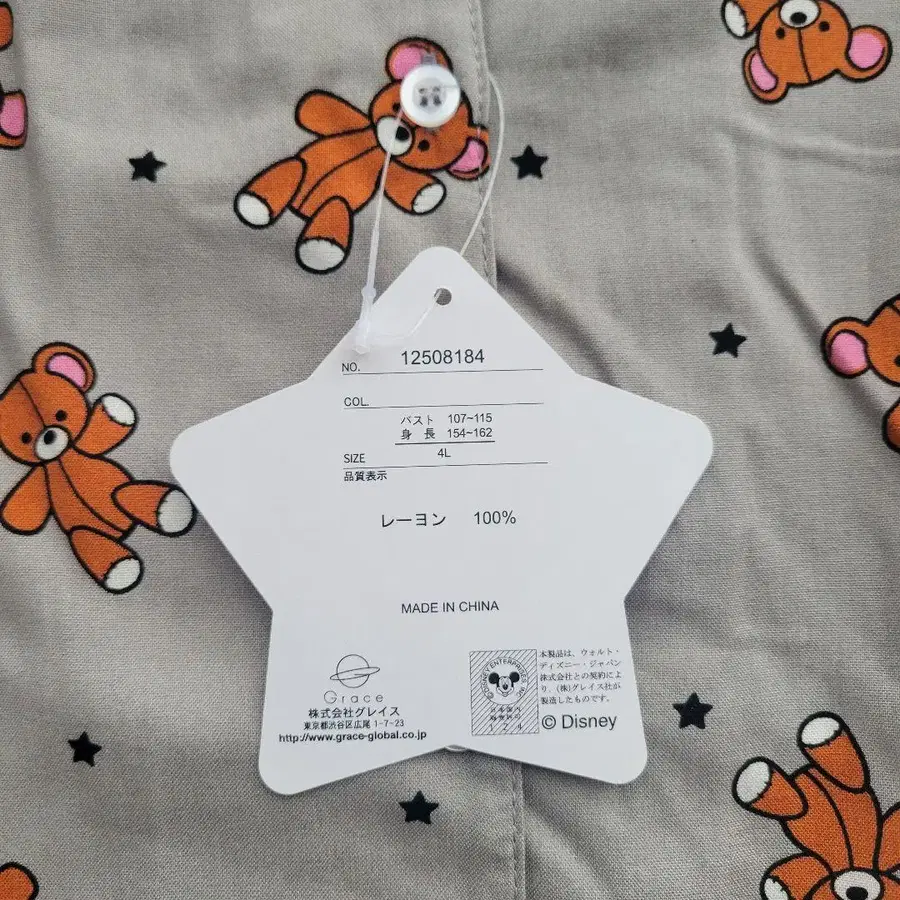 NO. 12508184
COL.
バスト 107~115
身 長 154~162
SIZE 4L
品質表示
レーヨン 100%
MADE IN CHINA
Grace
株式会社グレイス
東京都渋谷区広尾 1-7-23
http://www.grace-global.co.jp
©DISNEY ENTERPRISES INC.
本製品は、ウォルト・
ディズニー・ジャパン
株式会社との契約によ
り、(株)グレイス社が
製造したものです。
© Disney